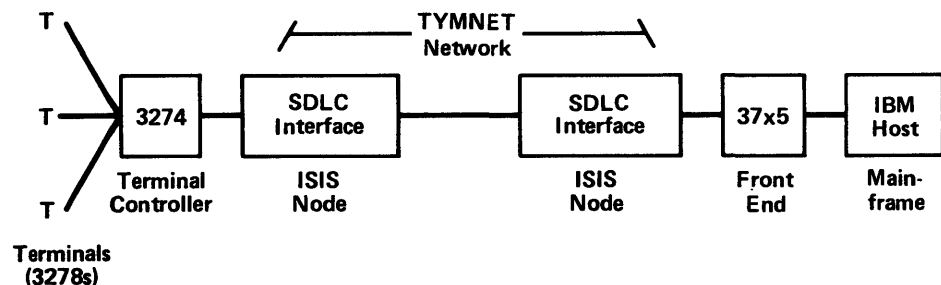 TYMNET
Network
T
T
T
3274
SDLC
Interface
SDLC
Interface
37x5
IBM
Host
Terminal
Controller
ISIS
Node
ISIS
Node
Front
End
Main-
frame
Terminals
(3278s)